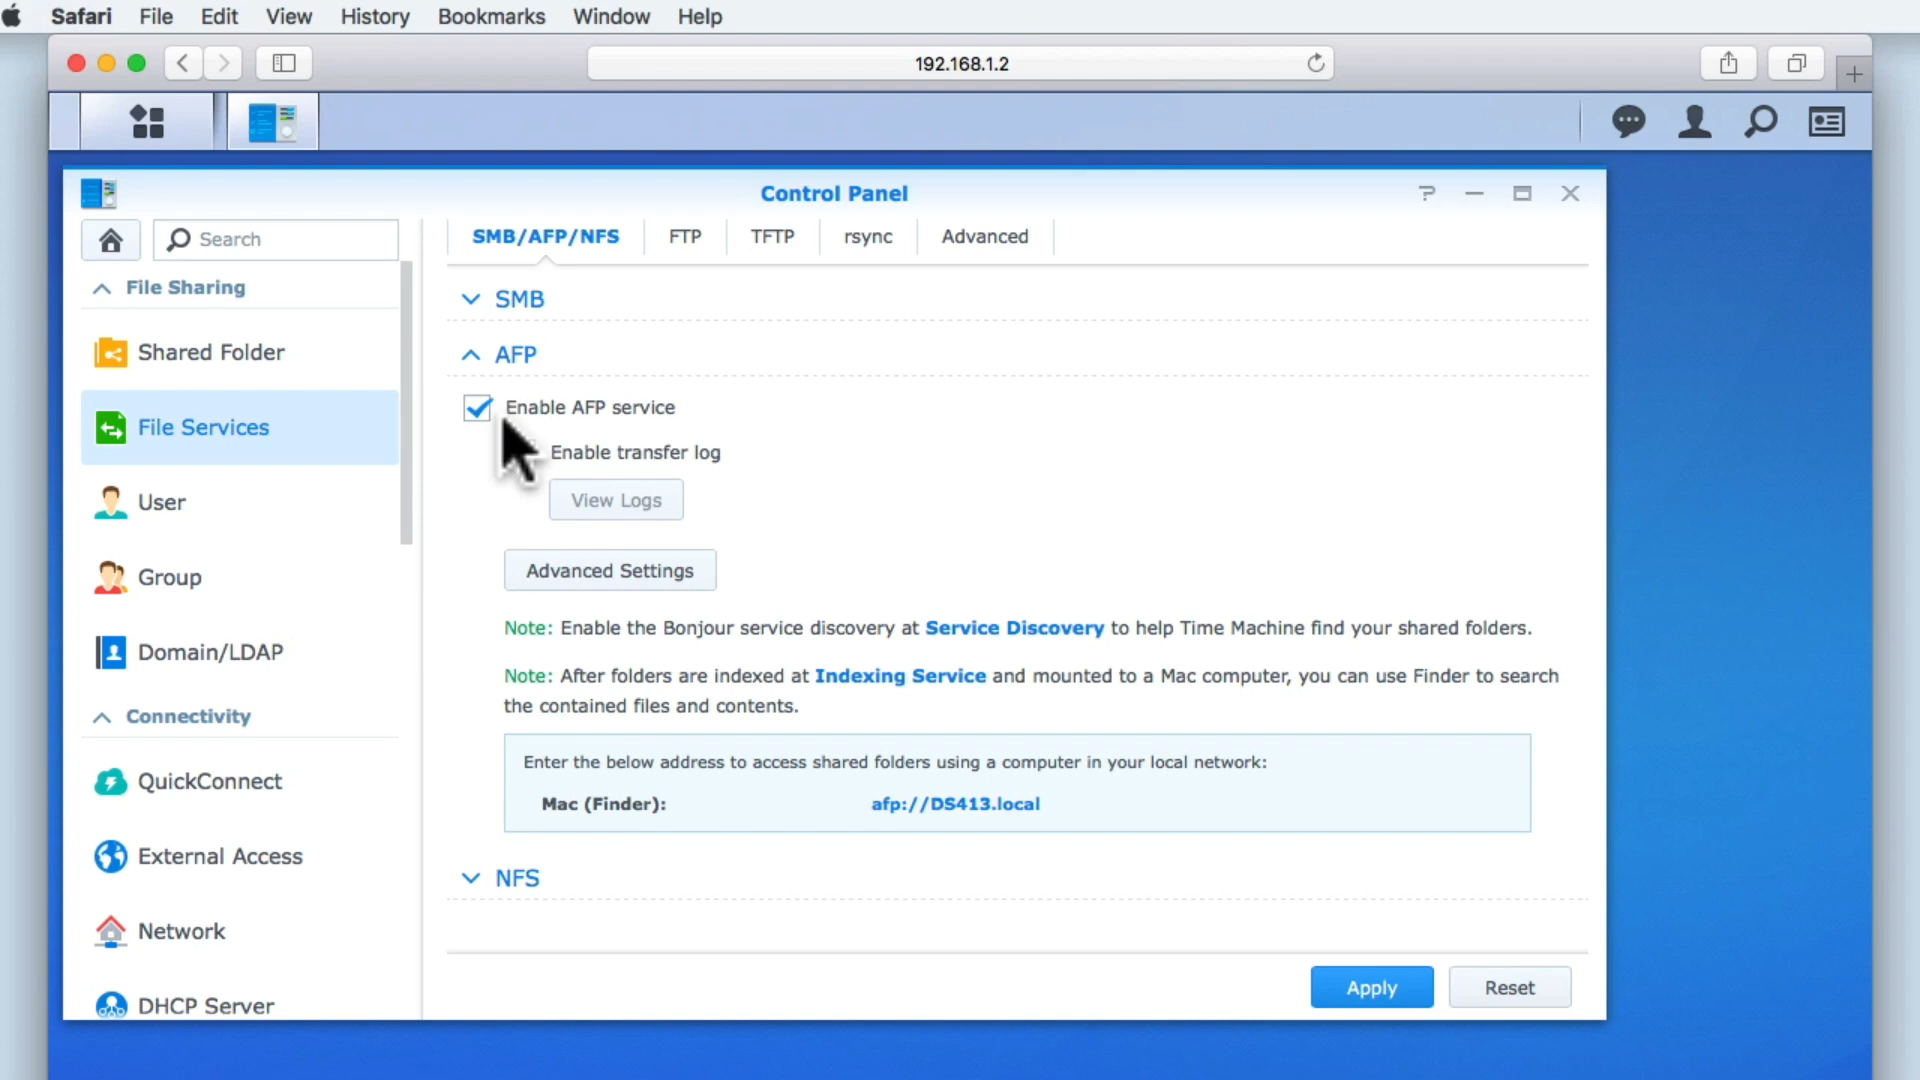 Safari File Edit View History Bookmarks Window Help
192.168.1.2
Control Panel
Search
SMB/AFP/NFS FTP TFTP rsync Advanced
File Sharing
Shared Folder
File Services
User
Group
Domain/LDAP
Connectivity
QuickConnect
External Access
Network
DHCP Server
SMB
AFP
Enable AFP service
Enable transfer log
View Logs
Advanced Settings
Note: Enable the Bonjour service discovery at Service Discovery to help Time Machine find your shared folders.
Note: After folders are indexed at Indexing Service and mounted to a Mac computer, you can use Finder to search
the contained files and contents.
Enter the below address to access shared folders using a computer in your local network:
Mac (Finder): afp://DS413.local
NFS
Apply Reset